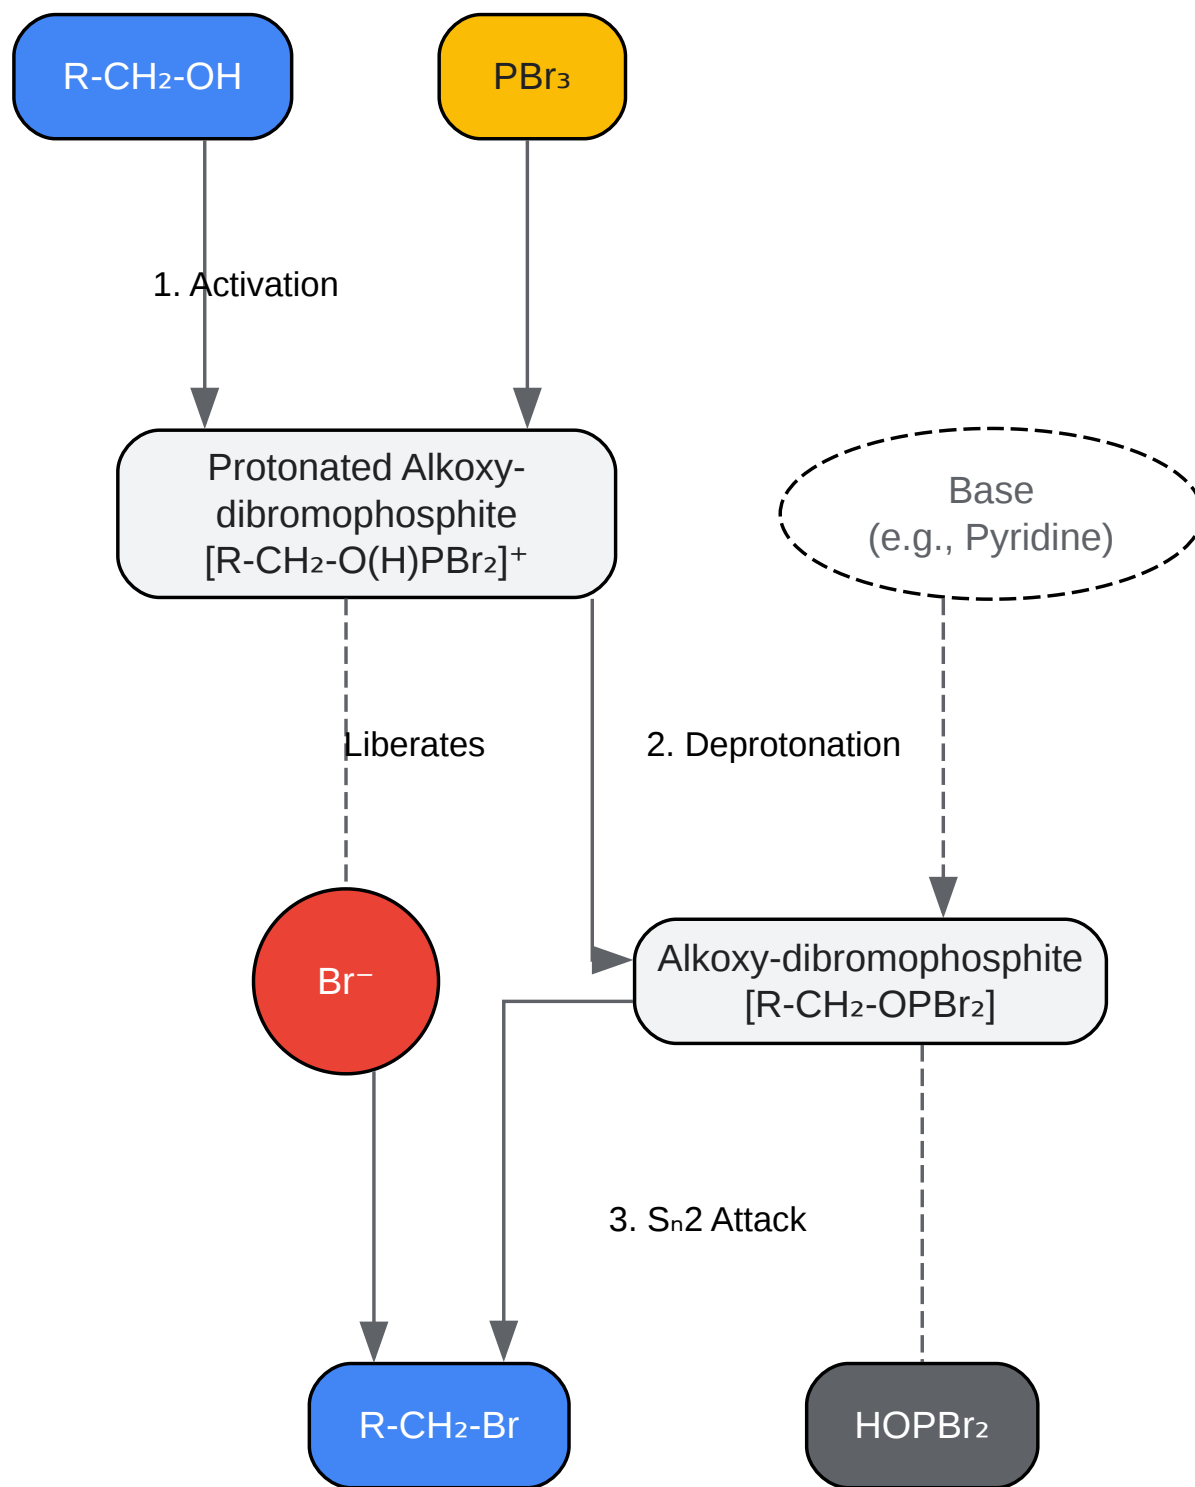 R-CH₂-OH
PBr₃
1. Activation
Protonated Alkoxy-
dibromophosphite
[R-CH₂-O(H)PBr₂]⁺
Base
(e.g., Pyridine)
Liberates
2. Deprotonation
Br⁻
Alkoxy-dibromophosphite
[R-CH₂-OPBr₂]
3. Sₙ2 Attack
R-CH₂-Br
HOPBr₂